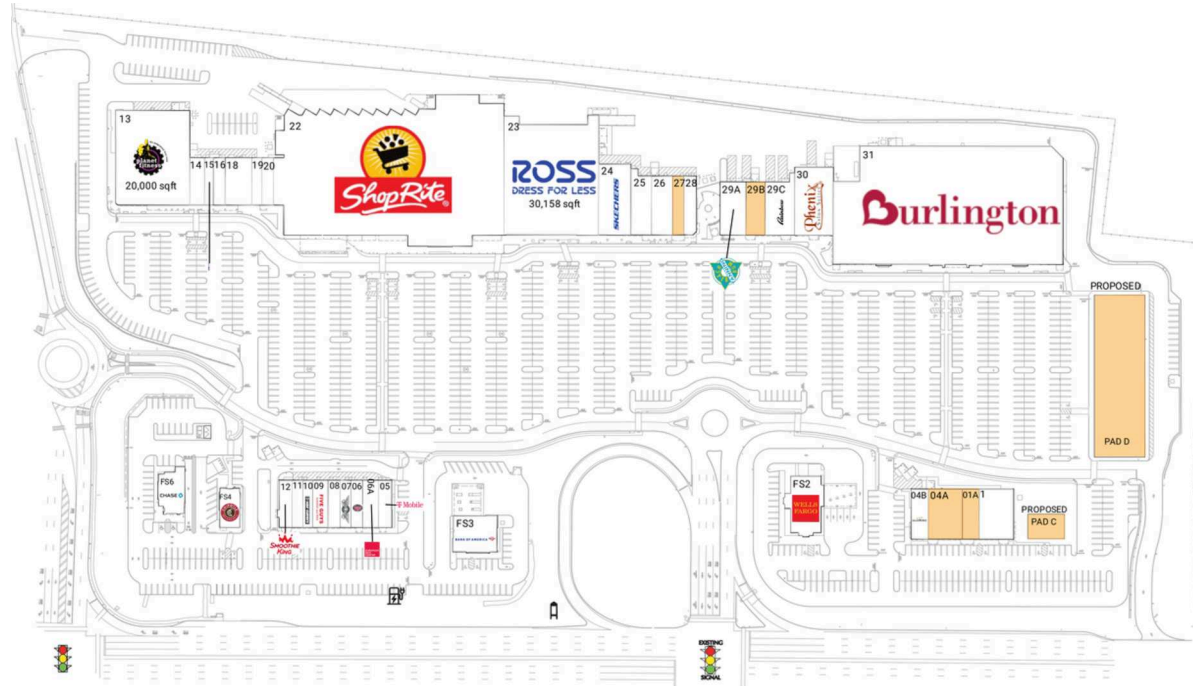 13
planet fitness
20,000 sqft
14
15
16
18
19
20
22
ShopRite
23
ROSS
DRESS FOR LESS
30,158 sqft
24
SKECHERS
25
26
27
28
29A
29B
29C
Rainbow
30
Phenix
31
Burlington
PROPOSED
PAD D
FS6
CHASE
FS4
12
11
10
09
08
07
06
06A
05
FIVE GUYS
T Mobile
SMOOTHIE
KING
FS3
BANK OF AMERICA
FS2
WELLS
FARGO
04B
04A
01A
1
PROPOSED
PAD C
EXISTING
SIGNAL